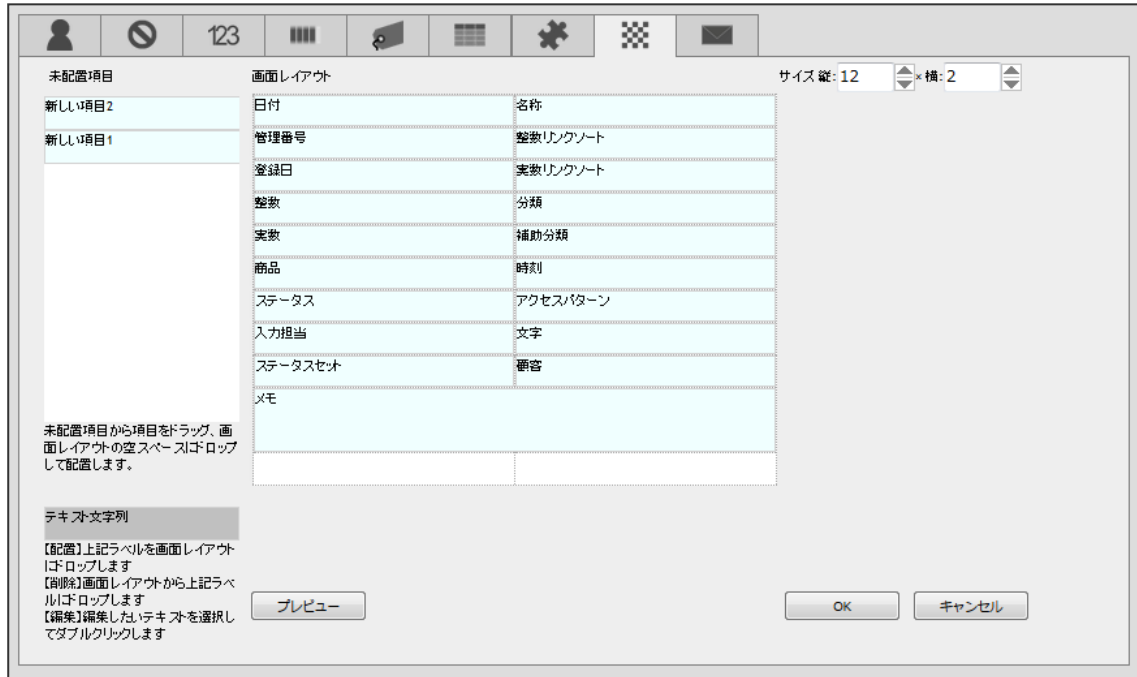 123
未配置項目
画面レイアウト
サイズ 縦: 12 × 横: 2
新しい項目2
新しい項目1
日付 名称
管理番号 整数リンクソート
登録日 実数リンクソート
整数 分類
実数 補助分類
商品 時刻
ステータス アクセスパターン
入力担当 文字
ステータスセット 顧客
メモ
未配置項目から項目をドラッグ、画
面レイアウトの空スペースにドロップ
して配置します。
テキスト文字列
【配置】上記ラベルを画面レイアウト
にドロップします
【削除】画面レイアウトから上記ラベ
ルにドロップします
【編集】編集したいテキストを選択し
てダブルクリックします
プレビュー
OK
キャンセル